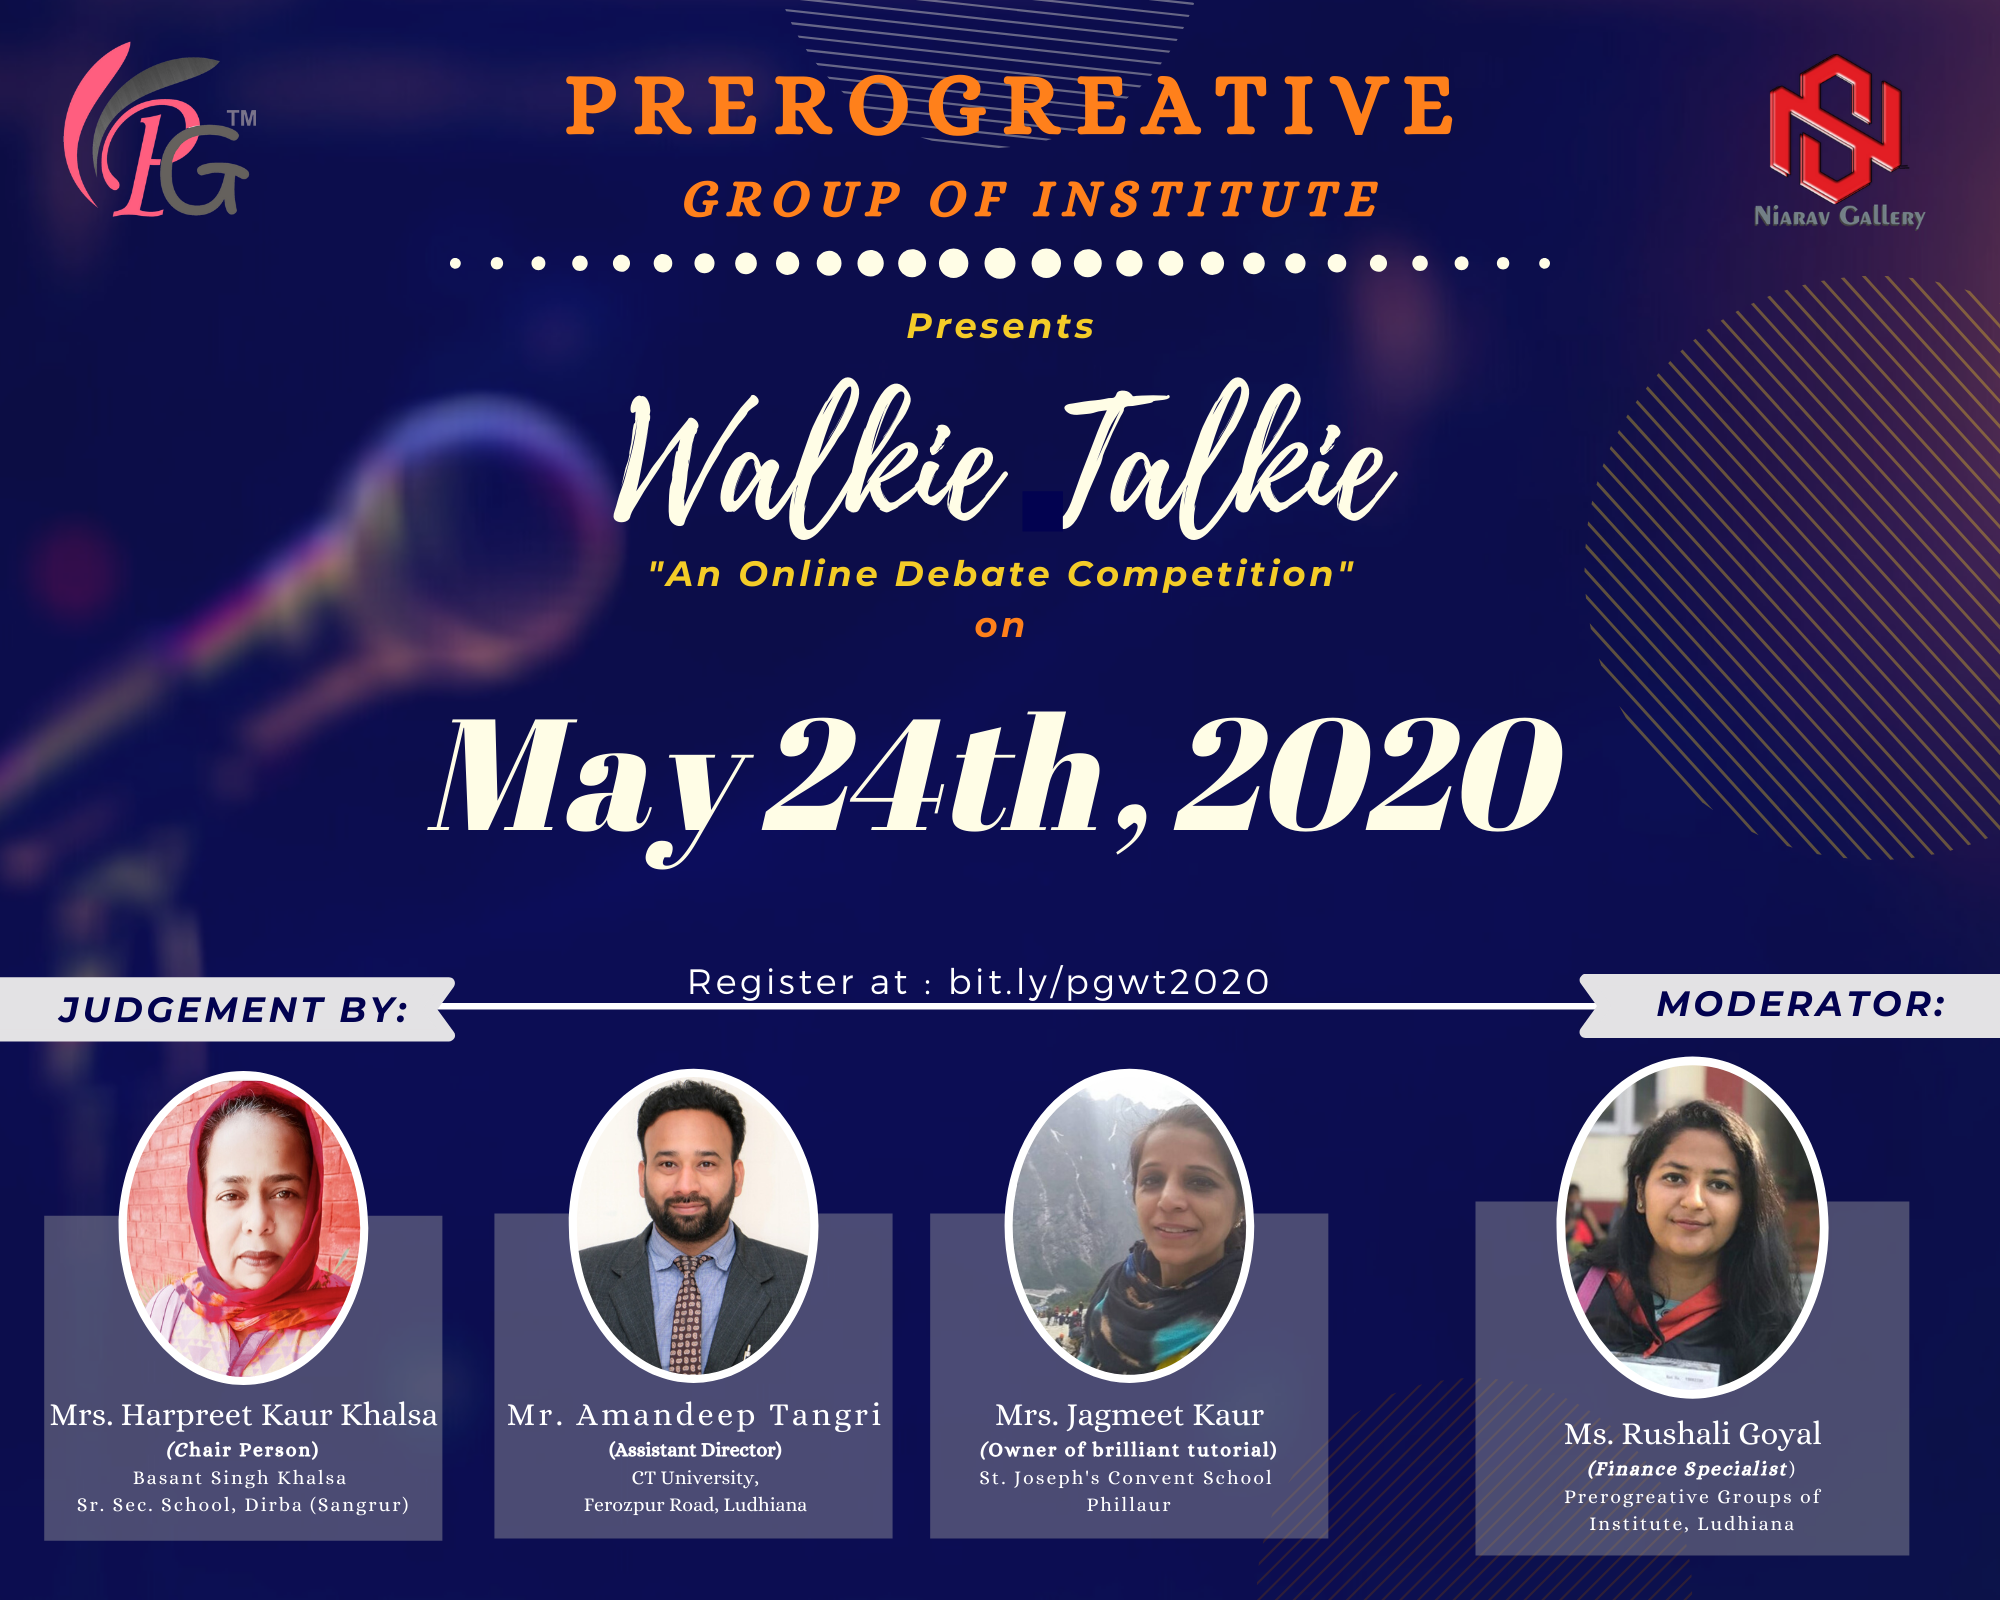 PG TM
PREROGREATIVE
GROUP OF INSTITUTE
NS
Niarav Gallery
Presents
Walkie Talkie
"An Online Debate Competition"
on
May 24th, 2020
Register at : bit.ly/pgwt2020
JUDGEMENT BY:
MODERATOR:
Mrs. Harpreet Kaur Khalsa
(Chair Person)
Basant Singh Khalsa
Sr. Sec. School, Dirba (Sangrur)
Mr. Amandeep Tangri
(Assistant Director)
CT University,
Ferozpur Road, Ludhiana
Mrs. Jagmeet Kaur
(Owner of brilliant tutorial)
St. Joseph's Convent School
Phillaur
Ms. Rushali Goyal
(Finance Specialist)
Prerogreative Groups of
Institute, Ludhiana